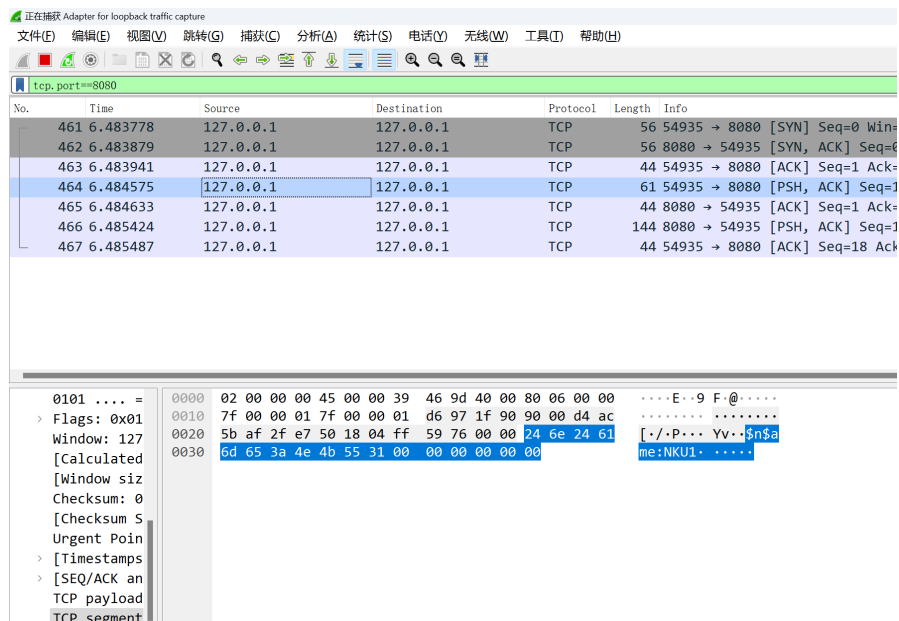 正在捕获 Adapter for loopback traffic capture
文件(F) 编辑(E) 视图(V) 跳转(G) 捕获(C) 分析(A) 统计(S) 电话(Y) 无线(W) 工具(T) 帮助(H)
tcp.port==8080
No. Time Source Destination Protocol Length Info
461 6.483778 127.0.0.1 127.0.0.1 TCP 56 54935 → 8080 [SYN] Seq=0 Win=
462 6.483879 127.0.0.1 127.0.0.1 TCP 56 8080 → 54935 [SYN, ACK] Seq=0
463 6.483941 127.0.0.1 127.0.0.1 TCP 44 54935 → 8080 [ACK] Seq=1 Ack=
464 6.484575 127.0.0.1 127.0.0.1 TCP 61 54935 → 8080 [PSH, ACK] Seq=1
465 6.484633 127.0.0.1 127.0.0.1 TCP 44 8080 → 54935 [ACK] Seq=1 Ack=
466 6.485424 127.0.0.1 127.0.0.1 TCP 144 8080 → 54935 [PSH, ACK] Seq=1
467 6.485487 127.0.0.1 127.0.0.1 TCP 44 54935 → 8080 [ACK] Seq=18 Ack
0101 .... =
Flags: 0x01
Window: 127
[Calculated
[Window siz
Checksum: 0
[Checksum S
Urgent Poin
[Timestamps
[SEQ/ACK an
TCP payload
TCP segment
0000 02 00 00 00 45 00 00 39 46 9d 40 00 80 06 00 00 ····E··9 F·@·····
0010 7f 00 00 01 7f 00 00 01 d6 97 1f 90 90 00 d4 ac ········ ········
0020 5b af 2f e7 50 18 04 ff 59 76 00 00 24 6e 24 61 [·/·P··· Yv··$n$a
0030 6d 65 3a 4e 4b 55 31 00 00 00 00 00 00 me:NKU1· ·····